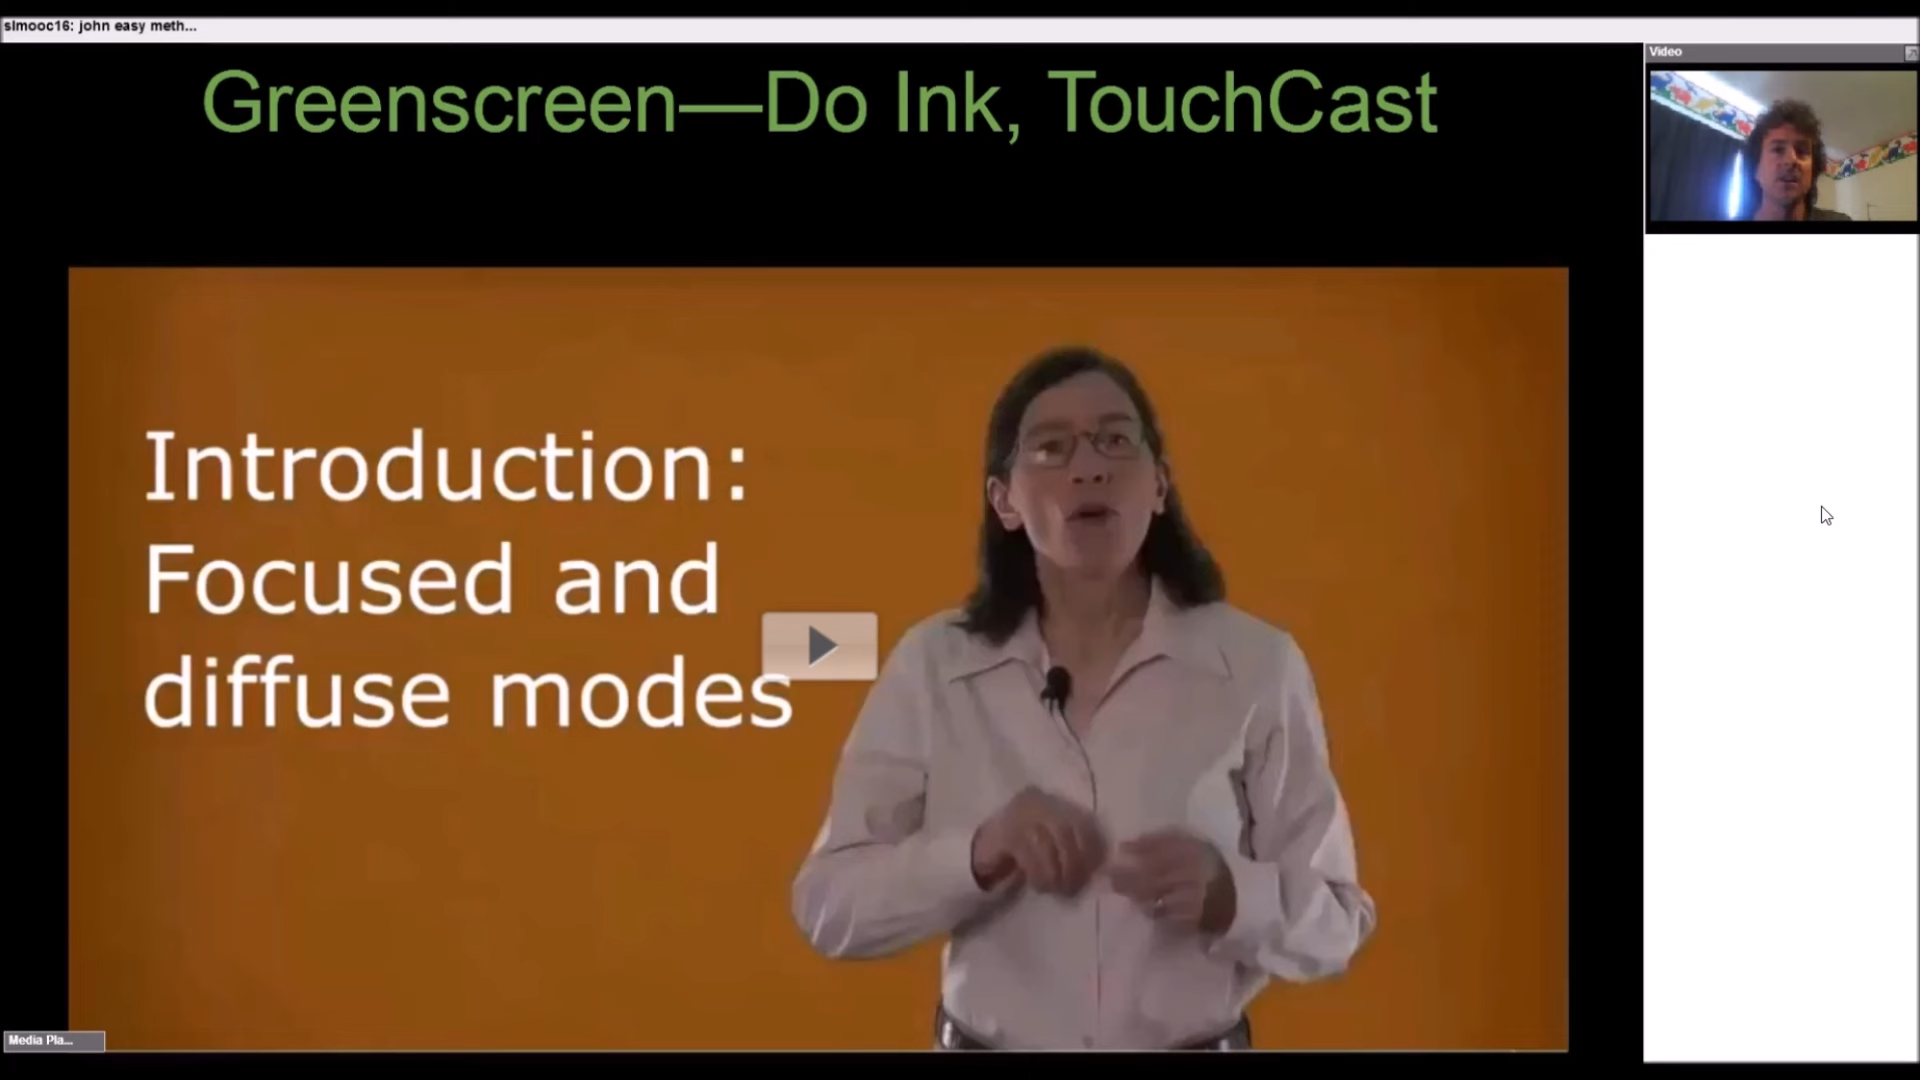 slmooc16: john easy meth...
Video
Greenscreen—Do Ink, TouchCast
Introduction:
Focused and
diffuse modes
Media Pla...